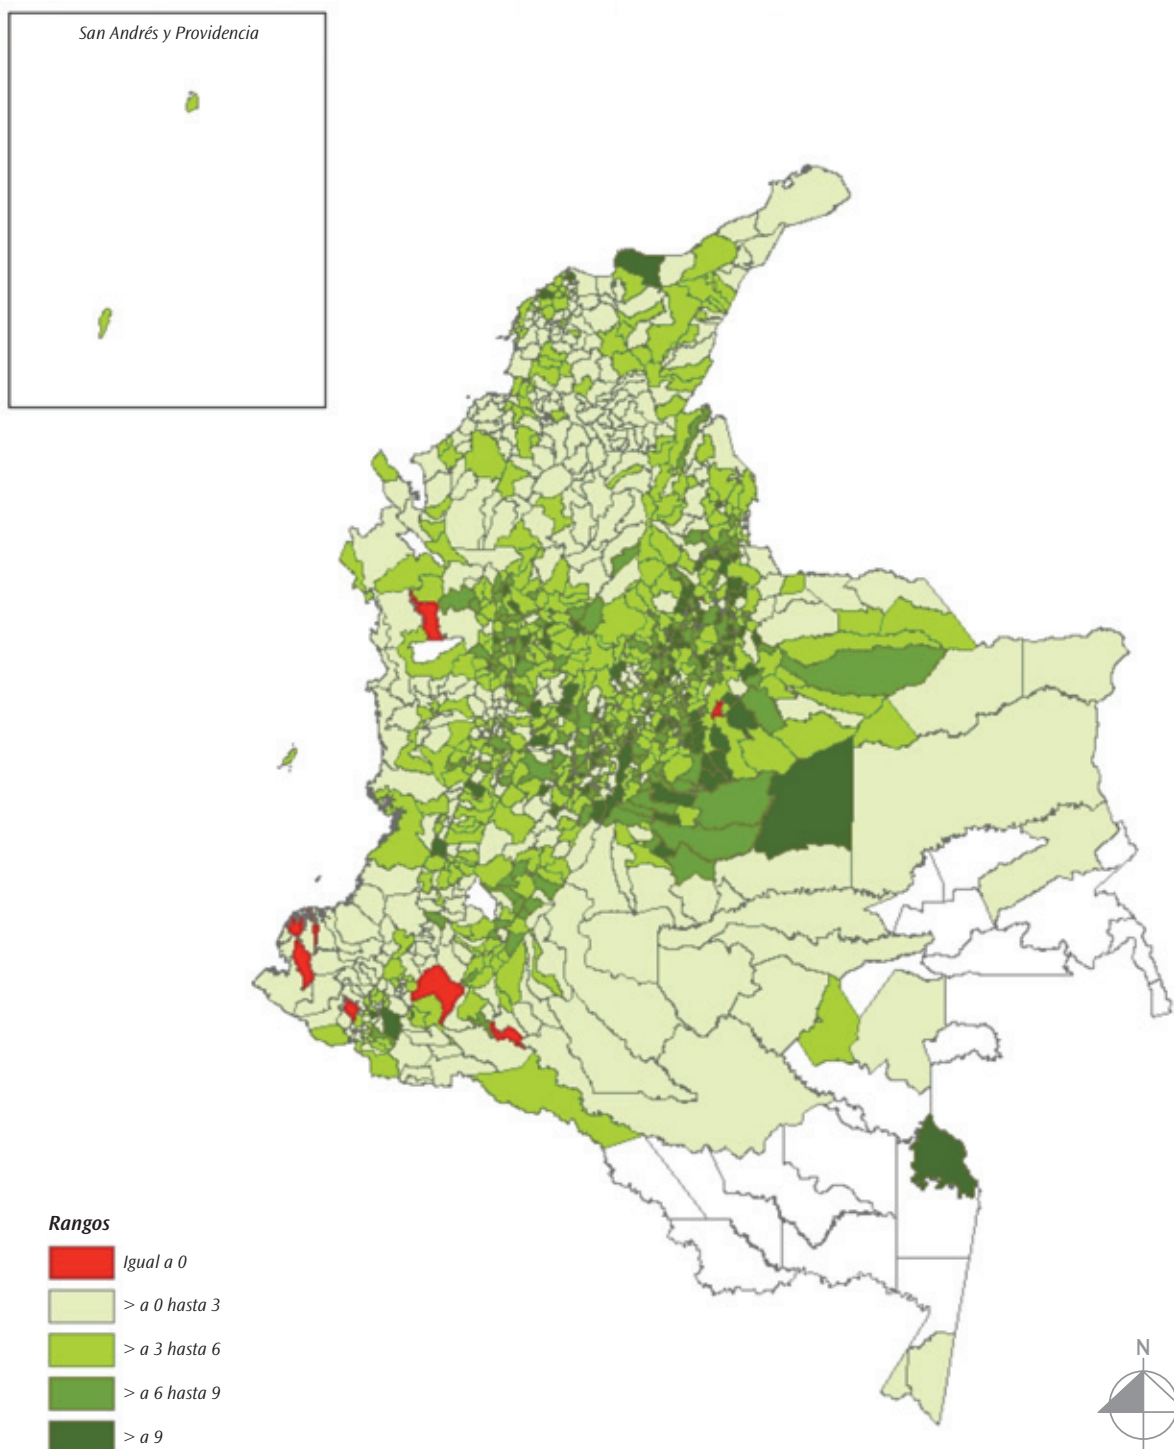 San Andrés y Providencia
Rangos
Igual a 0
> a 0 hasta 3
> a 3 hasta 6
> a 6 hasta 9
> a 9
N